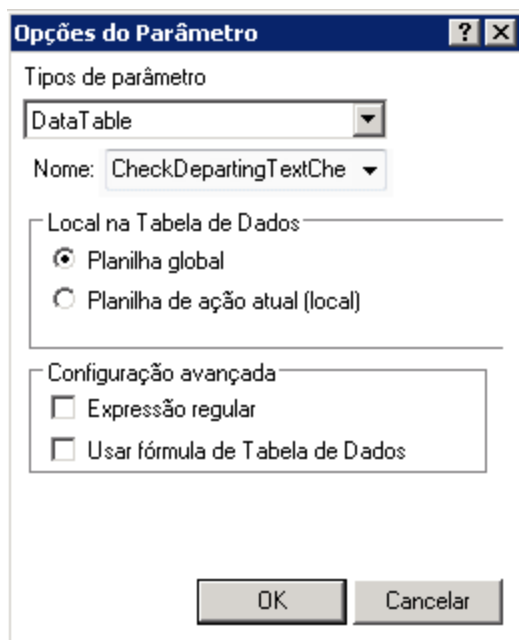 Opções do Parâmetro
Tipos de parâmetro
DataTable
Nome: CheckDepartingTextChe
Local na Tabela de Dados
Planilha global
Planilha de ação atual (local)
Configuração avançada
Expressão regular
Usar fórmula de Tabela de Dados
OK Cancelar